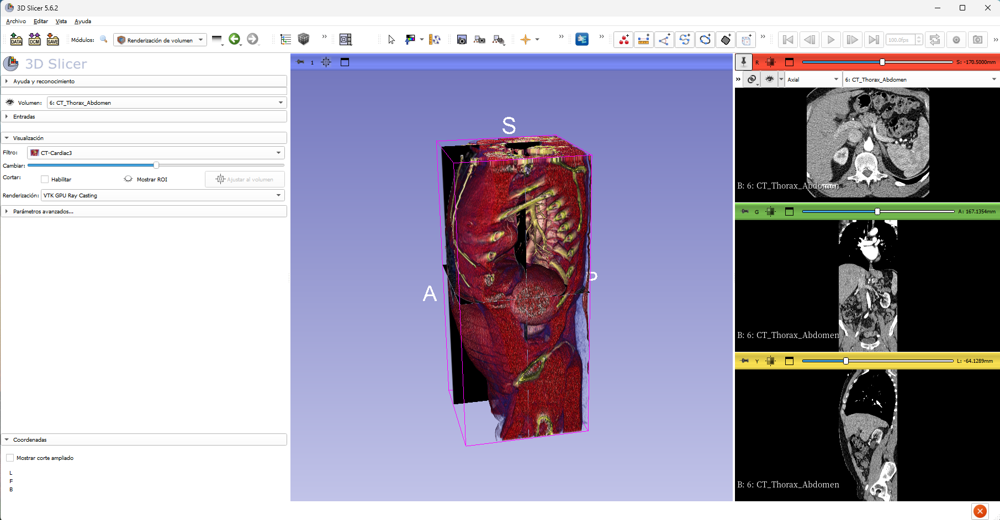 3D Slicer 5.6.2
Archivo Editar Vista Ayuda
DATA DCM SAVE Módulos: Renderización de volumen 100.0fps
3D Slicer
Ayuda y reconocimiento
Volumen: 6: CT_Thorax_Abdomen
Entradas
Visualización
Filtro: CT-Cardiac3
Cambiar:
Cortar: Habilitar Mostrar ROI Ajustar al volumen
Renderización: VTK GPU Ray Casting
Parámetros avanzados...
Coordenadas
Mostrar corte ampliado
L
F
B
1
S
A
P
R S: -170.5000mm
Axial 6: CT_Thorax_Abdomen
B: 6: CT_Thorax_Abdomen
G A: 167.1354mm
B: 6: CT_Thorax_Abdomen
Y L: -64.1289mm
B: 6: CT_Thorax_Abdomen